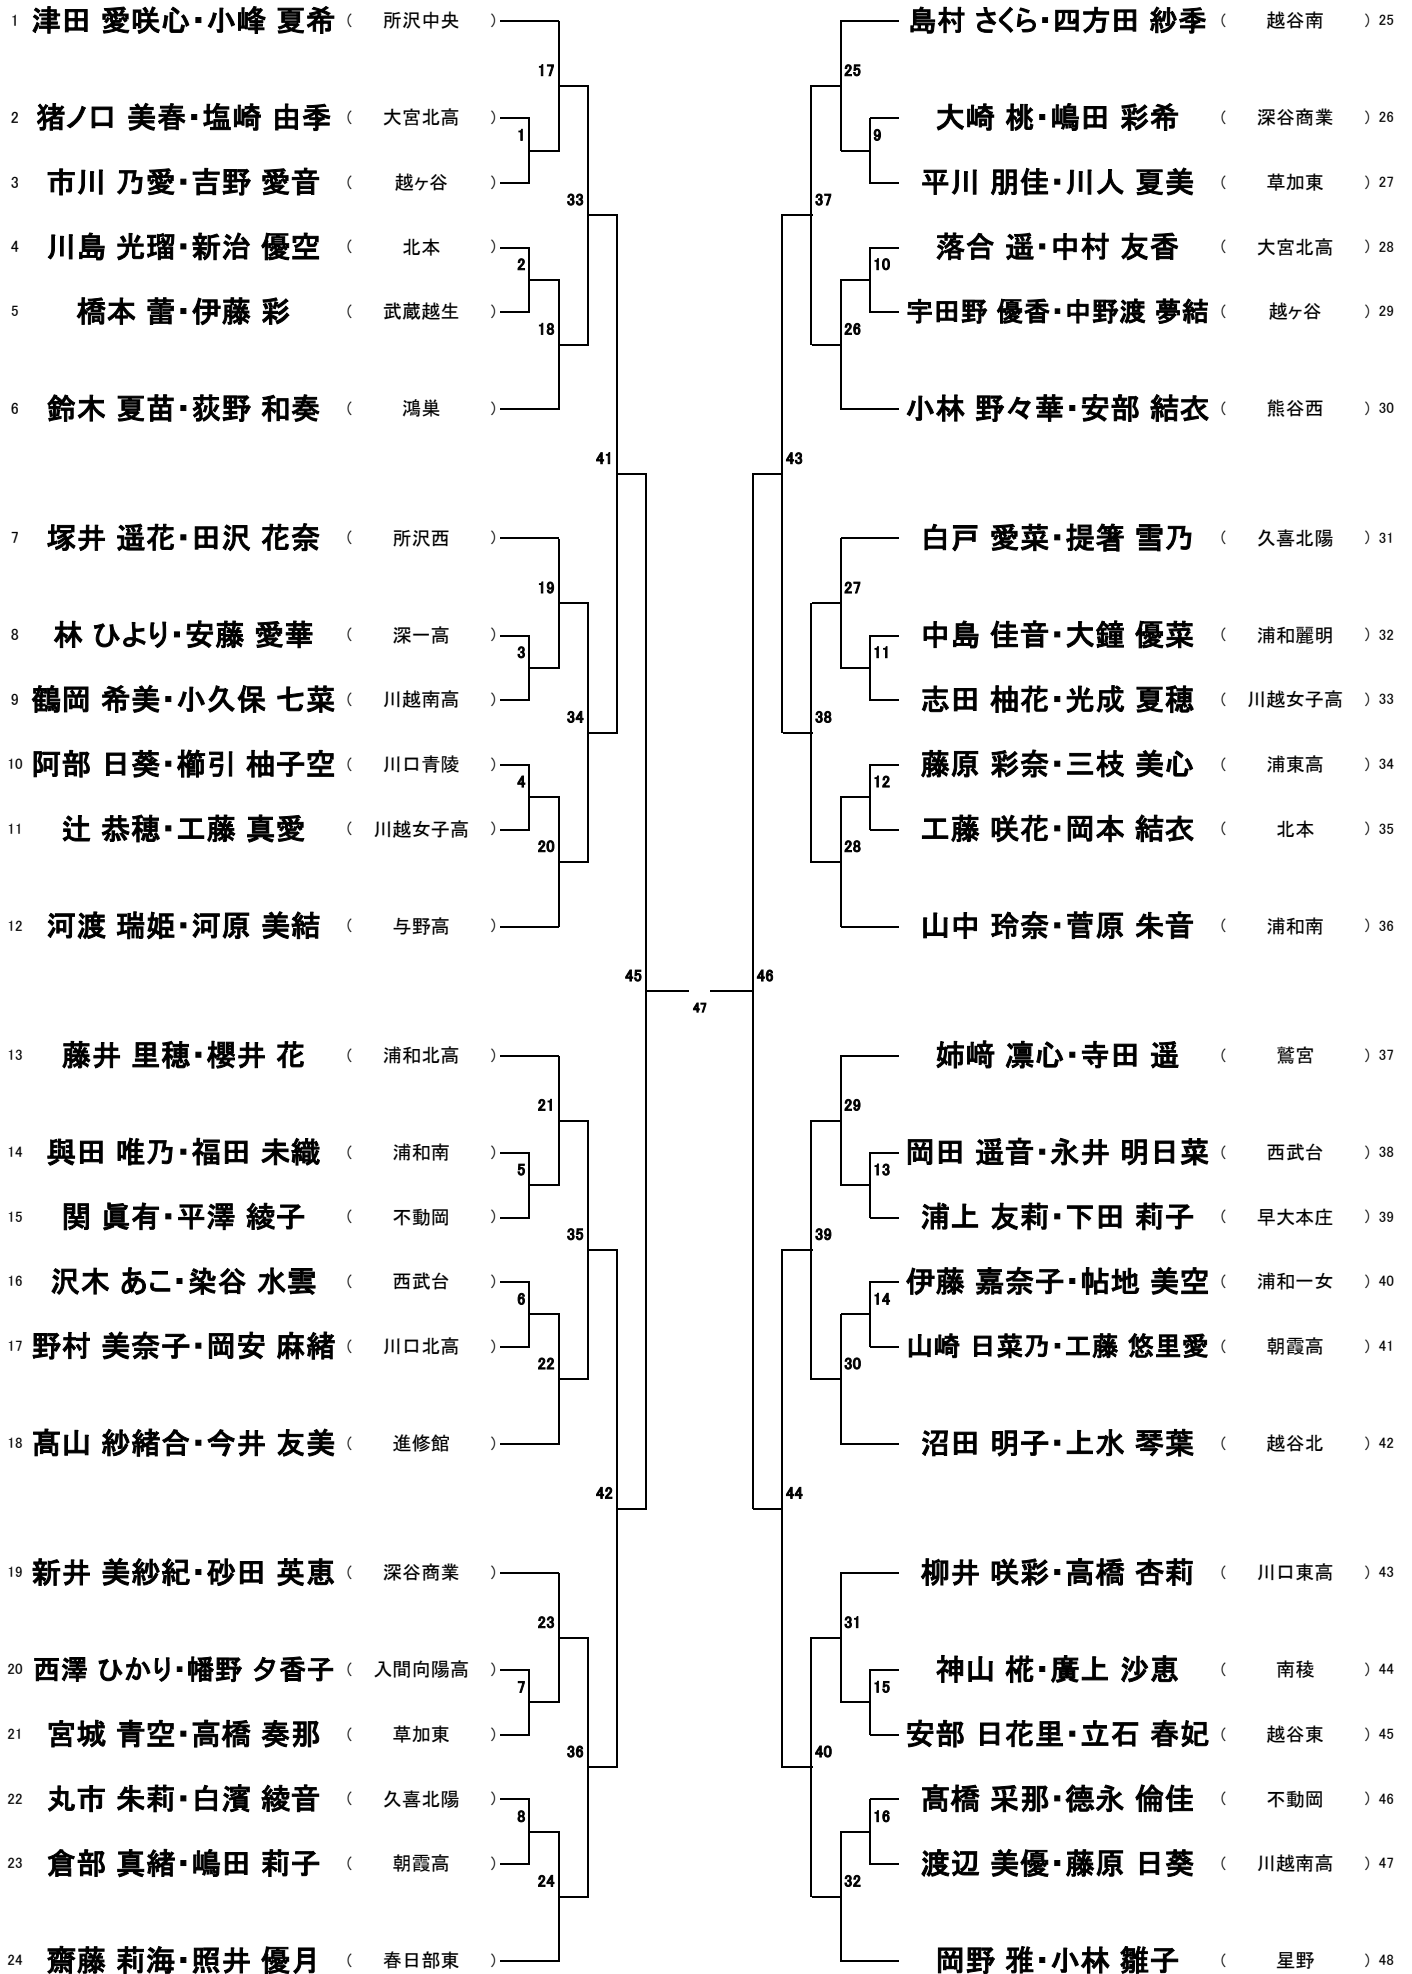 1 津田 愛咲心・小峰 夏希 （ 所沢中央 ）
17
2 猪ノ口 美春・塩崎 由季 （ 大宮北高 ）
1
3 市川 乃愛・吉野 愛音 （ 越ヶ谷 ）
33
4 川島 光瑠・新治 優空 （ 北本 ）
2
5 橋本 蕾・伊藤 彩 （ 武蔵越生 ）
18
6 鈴木 夏苗・荻野 和奏 （ 鴻巣 ）
41
7 塚井 遥花・田沢 花奈 （ 所沢西 ）
19
8 林 ひより・安藤 愛華 （ 深一高 ）
3
9 鶴岡 希美・小久保 七菜 （ 川越南高 ）
34
10 阿部 日葵・櫛引 柚子空 （ 川口青陵 ）
4
11 辻 恭穂・工藤 真愛 （ 川越女子高 ）
20
12 河渡 瑞姫・河原 美結 （ 与野高 ）
45
13 藤井 里穂・櫻井 花 （ 浦和北高 ）
21
14 與田 唯乃・福田 未織 （ 浦和南 ）
5
15 関 眞有・平澤 綾子 （ 不動岡 ）
35
16 沢木 あこ・染谷 水雲 （ 西武台 ）
6
17 野村 美奈子・岡安 麻緒 （ 川口北高 ）
22
18 髙山 紗緒合・今井 友美 （ 進修館 ）
42
19 新井 美紗紀・砂田 英恵 （ 深谷商業 ）
23
20 西澤 ひかり・幡野 夕香子 （ 入間向陽高 ）
7
21 宮城 青空・高橋 奏那 （ 草加東 ）
36
22 丸市 朱莉・白濱 綾音 （ 久喜北陽 ）
8
23 倉部 真緒・嶋田 莉子 （ 朝霞高 ）
24
24 齋藤 莉海・照井 優月 （ 春日部東 ）
47
島村 さくら・四方田 紗季 （ 越谷南 ） 25
25
大崎 桃・嶋田 彩希 （ 深谷商業 ） 26
9
平川 朋佳・川人 夏美 （ 草加東 ） 27
37
落合 遥・中村 友香 （ 大宮北高 ） 28
10
宇田野 優香・中野渡 夢結 （ 越ヶ谷 ） 29
26
小林 野々華・安部 結衣 （ 熊谷西 ） 30
43
白戸 愛菜・提箸 雪乃 （ 久喜北陽 ） 31
27
中島 佳音・大鐘 優菜 （ 浦和麗明 ） 32
11
志田 柚花・光成 夏穂 （ 川越女子高 ） 33
38
藤原 彩奈・三枝 美心 （ 浦東高 ） 34
12
工藤 咲花・岡本 結衣 （ 北本 ） 35
28
山中 玲奈・菅原 朱音 （ 浦和南 ） 36
46
姉﨑 凛心・寺田 遥 （ 鷲宮 ） 37
29
岡田 遥音・永井 明日菜 （ 西武台 ） 38
13
浦上 友莉・下田 莉子 （ 早大本庄 ） 39
39
伊藤 嘉奈子・帖地 美空 （ 浦和一女 ） 40
14
山崎 日菜乃・工藤 悠里愛 （ 朝霞高 ） 41
30
沼田 明子・上水 琴葉 （ 越谷北 ） 42
44
柳井 咲彩・高橋 杏莉 （ 川口東高 ） 43
31
神山 椛・廣上 沙恵 （ 南稜 ） 44
15
安部 日花里・立石 春妃 （ 越谷東 ） 45
40
髙橋 采那・德永 倫佳 （ 不動岡 ） 46
16
渡辺 美優・藤原 日葵 （ 川越南高 ） 47
32
岡野 雅・小林 雛子 （ 星野 ） 48